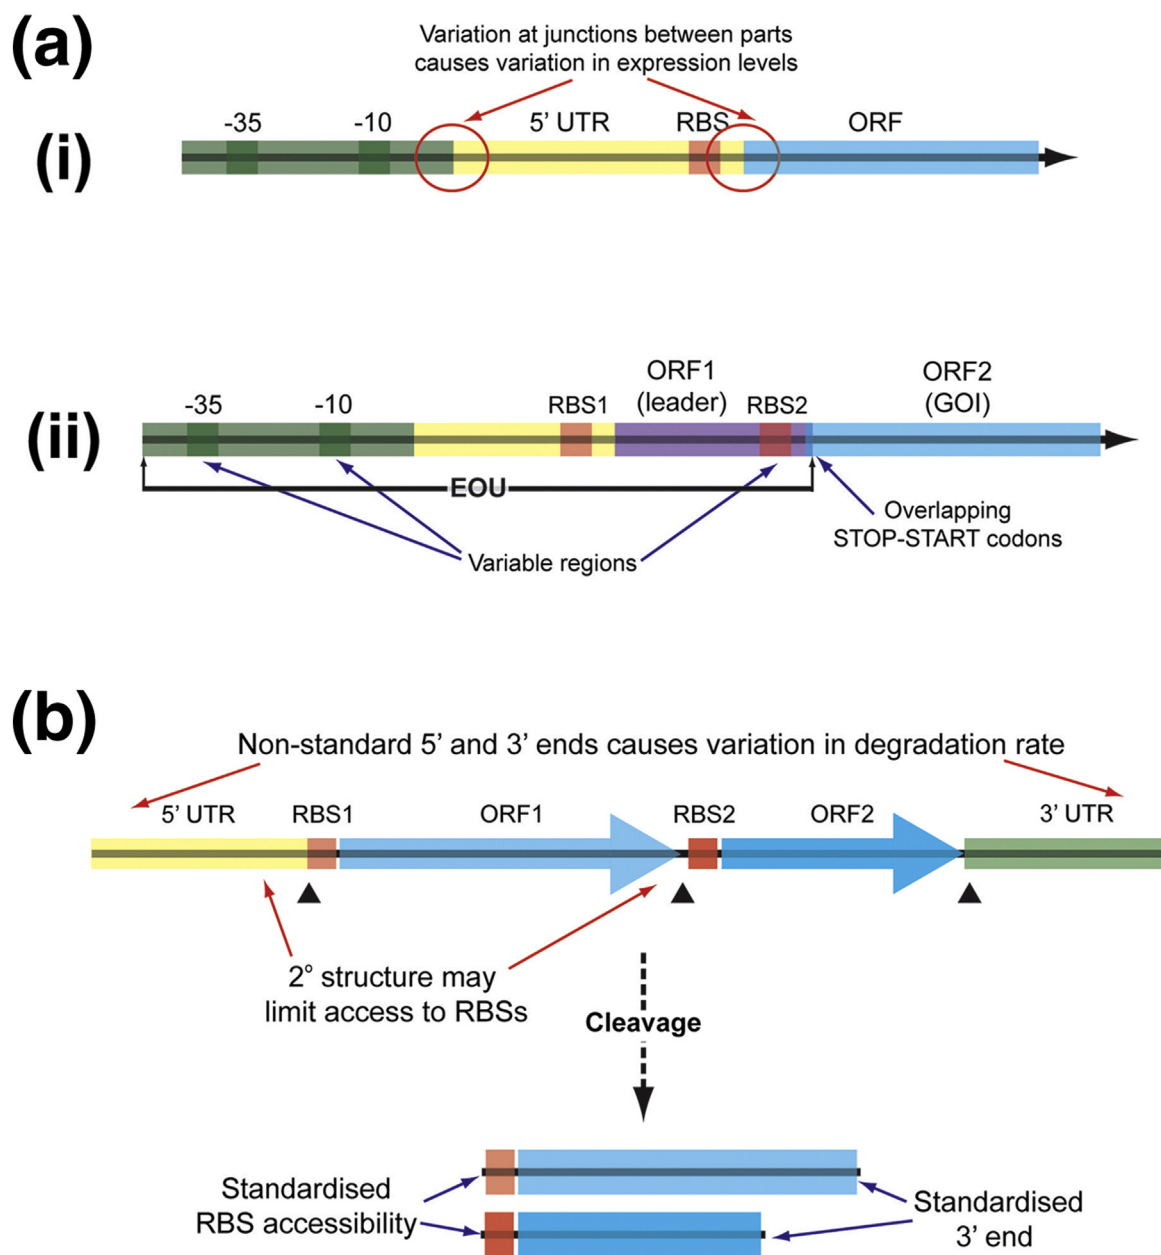 (a)
Variation at junctions between parts
causes variation in expression levels
-35 -10 5’ UTR RBS ORF
(i)
ORF1
(leader)
ORF2
(GOI)
-35 -10 RBS1 RBS2
(ii)
EOU
Overlapping
STOP-START codons
Variable regions
(b)
Non-standard 5’ and 3’ ends causes variation in degradation rate
5’ UTR RBS1 ORF1 RBS2 ORF2 3’ UTR
2° structure may
limit access to RBSs
Cleavage
Standardised
RBS accessibility
Standardised
3’ end